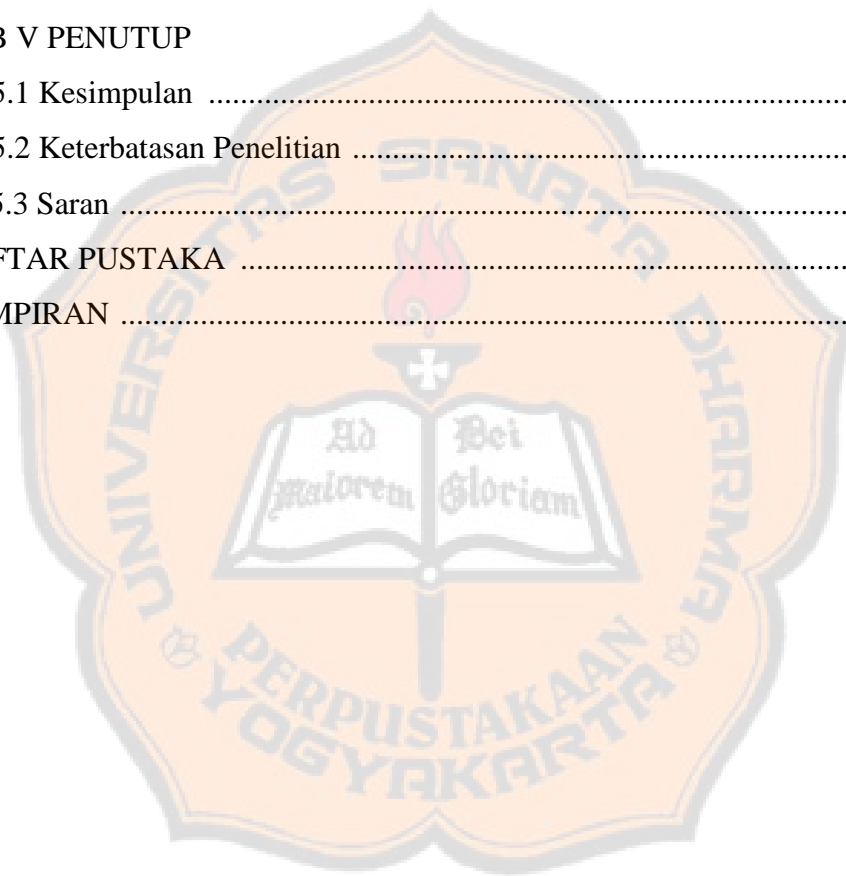 B V PENUTUP
5.1 Kesimpulan ........................................................................................
5.2 Keterbatasan Penelitian ....................................................................
5.3 Saran ....................................................................................................
FTAR PUSTAKA ....................................................................................
MPIRAN ....................................................................................................
UNIVERSITAS SANATA DHARMA
Ad
Maiorem
Dei
Gloriam
PERPUSTAKAAN
YOGYAKARTA